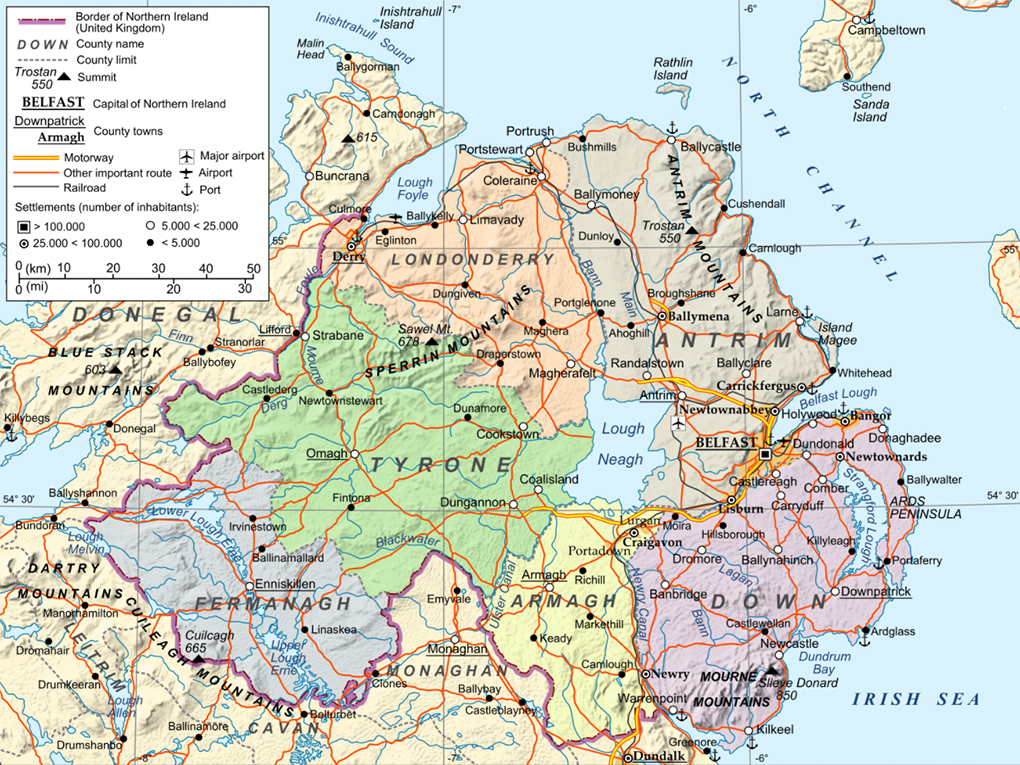 Border of Northern Ireland
(United Kingdom)
DOWN County name
County limit
Trostan
550
Summit
BELFAST Capital of Northern Ireland
Downpatrick
Armagh
County towns
Motorway
Other important route
Railroad
Major airport
Airport
Port
Settlements (number of inhabitants):
> 100.000
5.000 < 25.000
25.000 < 100.000
< 5.000
0 (km) 10 20 30 40 50
0 (mi) 10 20 30
-7°
-6°
Inishtrahull
Island
Inishtrahull Sound
Malin
Head
Ballygorman
Carndonagh
615
Buncrana
Lough
Foyle
Culmore
Rathlin
Island
Campbeltown
Southend
Sanda
Island
NORTH CHANNEL
Portrush
Portstewart
Bushmills
Ballycastle
Coleraine
Ballymoney
ANTRIM MOUNTAINS
Cushendall
Trostan
550
Carnlough
55°
55°
Ballykelly
Limavady
Eglinton
Derry
LONDONDERRY
Dunloy
Bann
Main
Foyle
Dungiven
Portglenone
Broughshane
Ballymena
Larne
Island
Magee
DONEGAL
Finn
Lifford
Strabane
Stranorlar
Ballybofey
BLUE STACK
603
MOUNTAINS
Sawel Mt.
678
SPERRIN MOUNTAINS
Maghera
Ahoghill
ANTRIM
Draperstown
Magherafelt
Randalstown
Ballyclare
Whitehead
Mourne
Castlederg
Derg
Newtownstewart
Carrickfergus
Antrim
Belfast Lough
Newtownabbey
Holywood
Bangor
Killybegs
Donegal
Dunamore
Cookstown
Lough
Neagh
BELFAST
Dundonald
Donaghadee
Newtownards
Omagh
TYRONE
Coalisland
Castlereagh
Comber
Ballywalter
54° 30'
54° 30'
Ballyshannon
Fintona
Dungannon
Lisburn
Carryduff
Strangford Lough
ARDS
PENINSULA
Bundoran
Lower Lough Erne
Irvinestown
Lurgan
Moira
Hillsborough
Killyleagh
Lough
Melvin
Blackwater
Craigavon
Portadown
Ballinamallard
Dromore
Ballynahinch
Portaferry
DARTRY
MOUNTAINS
Enniskillen
Ulster Canal
Armagh
Richill
Lagan
Newry Canal
Banbridge
Downpatrick
Manorhamilton
FERMANAGH
Emyvale
ARMAGH
DOWN
Bann
CUILEAGH MOUNTAINS
Cuilcagh
665
Linaskea
Markethill
Castlewellan
Ardglass
LEITRIM
Dromahair
Upper
Lough
Erne
Monaghan
Keady
Newcastle
Dundrum
Bay
Drumkeeran
MONAGHAN
Camlough
Newry
MOURNE
MOUNTAINS
Slieve Donard
850
Clones
Ballybay
Castleblayney
Warrenpoint
IRISH SEA
Lough
Allen
Belturbet
Ballinamore
CAVAN
Kilkeel
Drumshanbo
Greenore
Dundalk
-8°
-7°
-6°